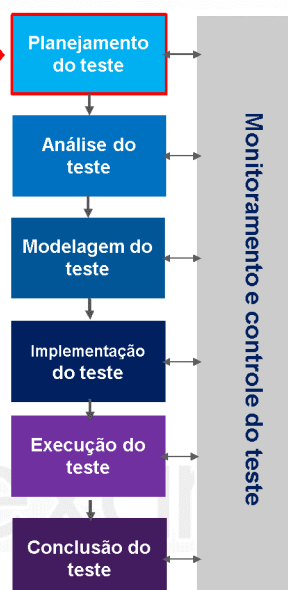 Planejamento
do teste
Análise do
teste
Modelagem do
teste
Implementação
do teste
Execução do
teste
Conclusão do
teste
Monitoramento e controle do teste